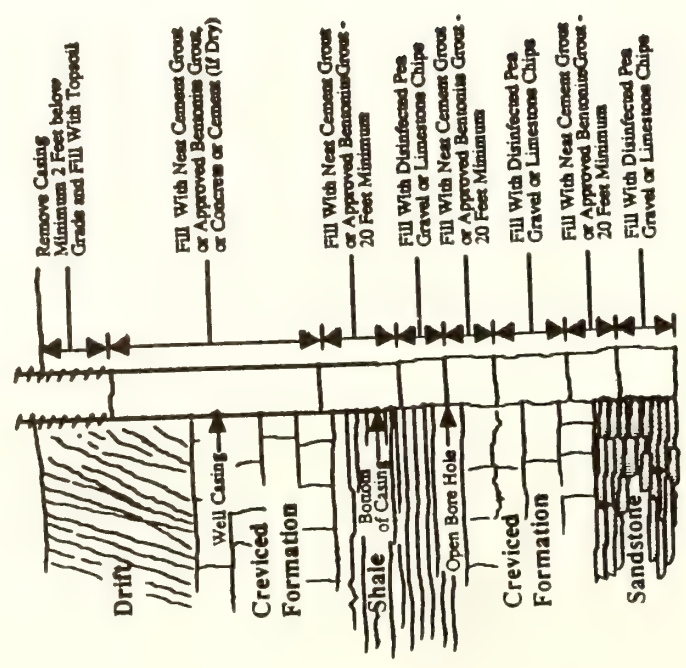 Remove Casing
Minimum 2 Feet below
Grade and Fill With Topsoil
Fill With Neat Cement Grout
or Approved Bentonite Grout,
or Concrete or Cement (If Dry)
Fill With Neat Cement Grout
or Approved Bentonite Grout -
20 Feet Minimum
Fill With Disinfected Pea
Gravel or Limestone Chips
Fill With Neat Cement Grout
or Approved Bentonite Grout -
20 Feet Minimum
Fill With Disinfected Pea
Gravel or Limestone Chips
Fill With Neat Cement Grout
or Approved Bentonite Grout -
20 Feet Minimum
Fill With Disinfected Pea
Gravel or Limestone Chips
Drift
Well Casing
Creviced
Formation
Shale
Bottom
of Casing
Open Bore Hole
Creviced
Formation
Sandstone